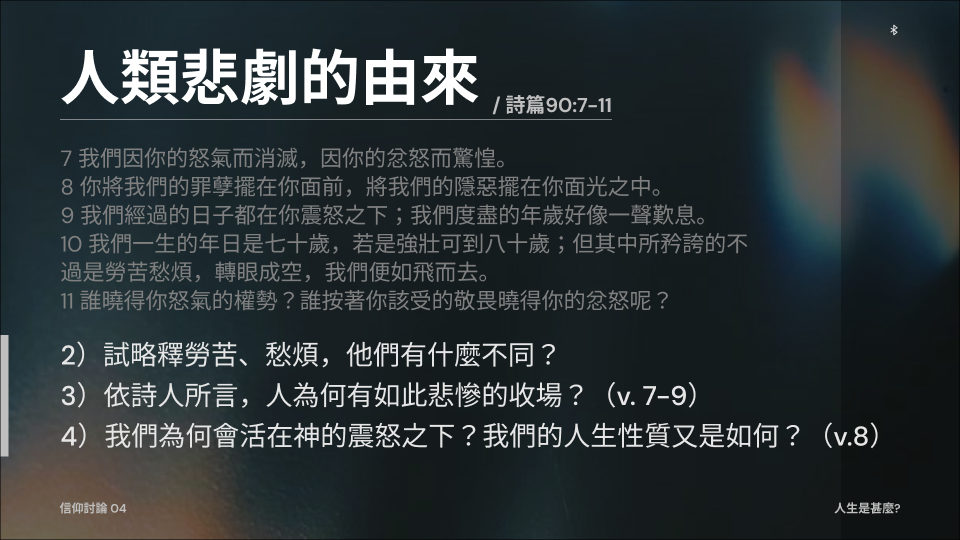 人類悲劇的由來 / 詩篇90:7-11
7 我們因你的怒氣而消滅，因你的忿怒而驚惶。
8 你將我們的罪孽擺在你面前，將我們的隱惡擺在你面光之中。
9 我們經過的日子都在你震怒之下；我們度盡的年歲好像一聲歎息。
10 我們一生的年日是七十歲，若是強壯可到八十歲；但其中所矜誇的不
過是勞苦愁煩，轉眼成空，我們便如飛而去。
11 誰曉得你怒氣的權勢？誰按著你該受的敬畏曉得你的忿怒呢？
2）試略釋勞苦、愁煩，他們有什麼不同？
3）依詩人所言，人為何有如此悲慘的收場？（v. 7-9）
4）我們為何會活在神的震怒之下？我們的人生性質又是如何？（v.8）
信仰討論 04
人生是甚麼?